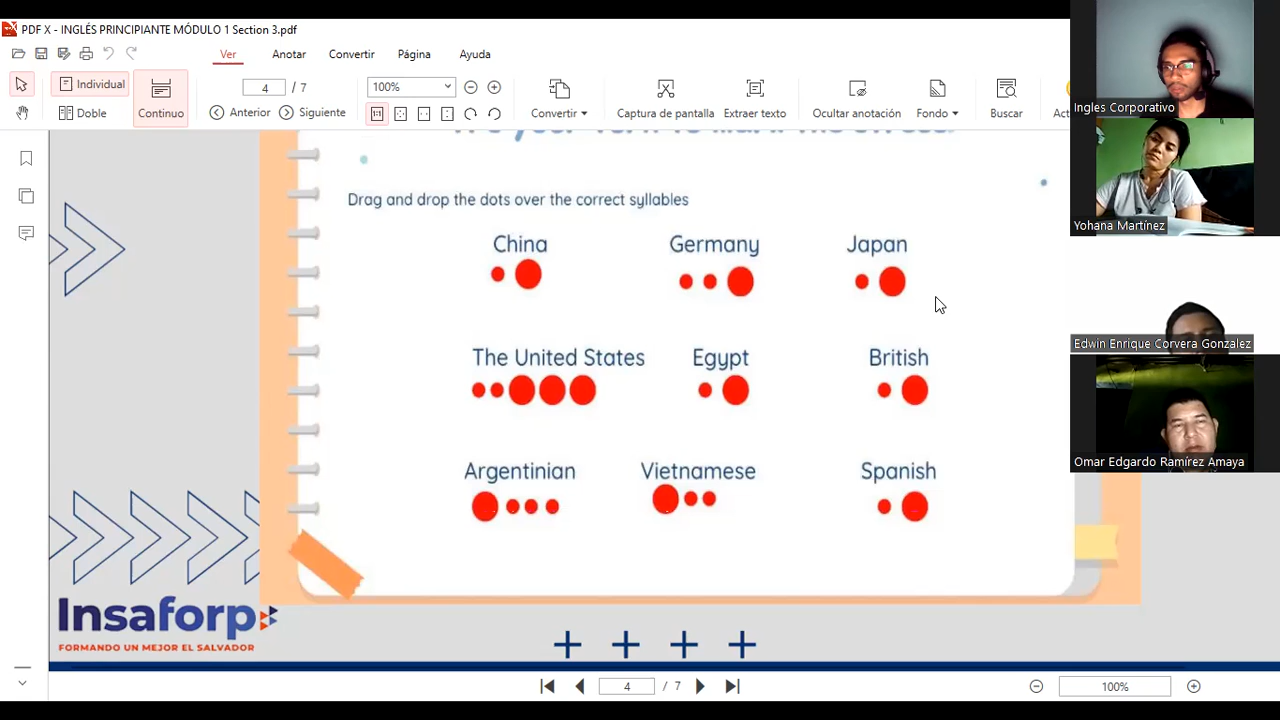 PDF X - INGLÉS PRINCIPIANTE MÓDULO 1 Section 3.pdf
Ver Anotar Convertir Página Ayuda
Individual
Doble
Continuo
4 / 7
Anterior Siguiente
100%
Convertir
Captura de pantalla
Extraer texto
Ocultar anotación
Fondo
Buscar
Ingles Corporativo
Yohana Martínez
Edwin Enrique Corvera Gonzalez
Omar Edgardo Ramírez Amaya
Drag and drop the dots over the correct syllables
China Germany Japan
The United States Egypt British
Argentinian Vietnamese Spanish
Insaforp
FORMANDO UN MEJOR EL SALVADOR
4 / 7
100%